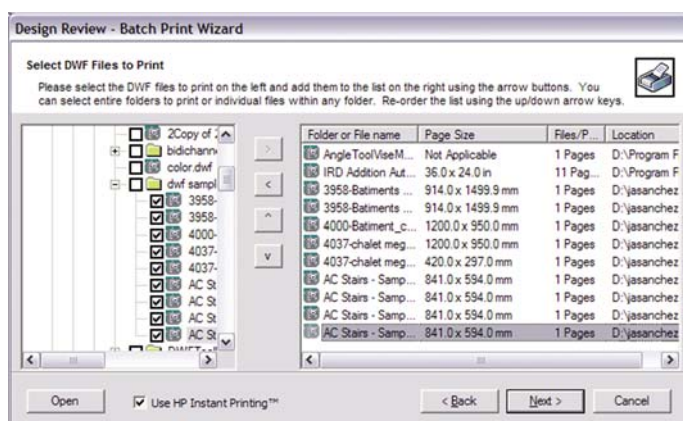 Design Review - Batch Print Wizard
Select DWF Files to Print
Please select the DWF files to print on the left and add them to the list on the right using the arrow buttons. You
can select entire folders to print or individual files within any folder. Re-order the list using the up/down arrow keys.
2Copy of
bidichann
color.dwf
dwf sampl
3958-
3958-
4000-
4037-
4037-
AC St
AC St
AC St
AC St
> < ^ v
Folder or File name Page Size Files/P... Location
AngleToolViseM... Not Applicable 1 Pages D:\Program F
IRD Addition Aut... 36.0 x 24.0 in 11 Pag... D:\Program F
3958-Batiments ... 914.0 x 1499.9 mm 1 Pages D:\jasanchez
3958-Batiments ... 914.0 x 1499.9 mm 1 Pages D:\jasanchez
4000-Batiment_c... 1200.0 x 950.0 mm 1 Pages D:\jasanchez
4037-chalet meg... 1200.0 x 950.0 mm 1 Pages D:\jasanchez
4037-chalet meg... 420.0 x 297.0 mm 1 Pages D:\jasanchez
AC Stairs - Samp... 841.0 x 594.0 mm 1 Pages D:\jasanchez
AC Stairs - Samp... 841.0 x 594.0 mm 1 Pages D:\jasanchez
AC Stairs - Samp... 841.0 x 594.0 mm 1 Pages D:\jasanchez
AC Stairs - Samp... 841.0 x 594.0 mm 1 Pages D:\jasanchez
Open Use HP Instant Printing™ < Back Next > Cancel